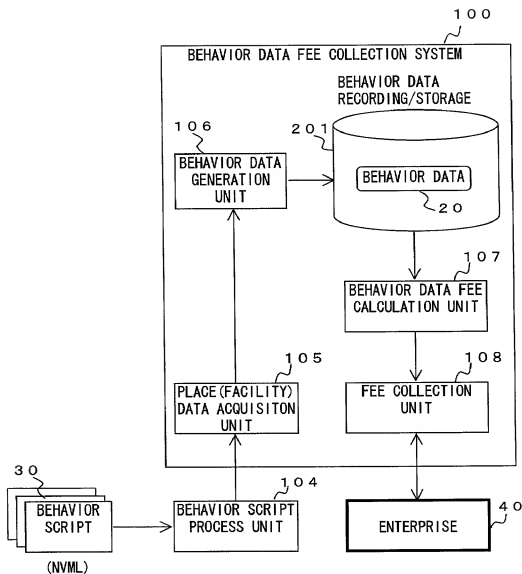 100
BEHAVIOR DATA FEE COLLECTION SYSTEM
BEHAVIOR DATA
RECORDING/STORAGE
106
201
BEHAVIOR DATA
GENERATION
UNIT
BEHAVIOR DATA
20
107
BEHAVIOR DATA FEE
CALCULATION UNIT
105
108
PLACE(FACILITY)
DATA ACQUISITON
UNIT
FEE COLLECTION
UNIT
30
104
BEHAVIOR
SCRIPT
BEHAVIOR SCRIPT
PROCESS UNIT
ENTERPRISE
40
(NVML)